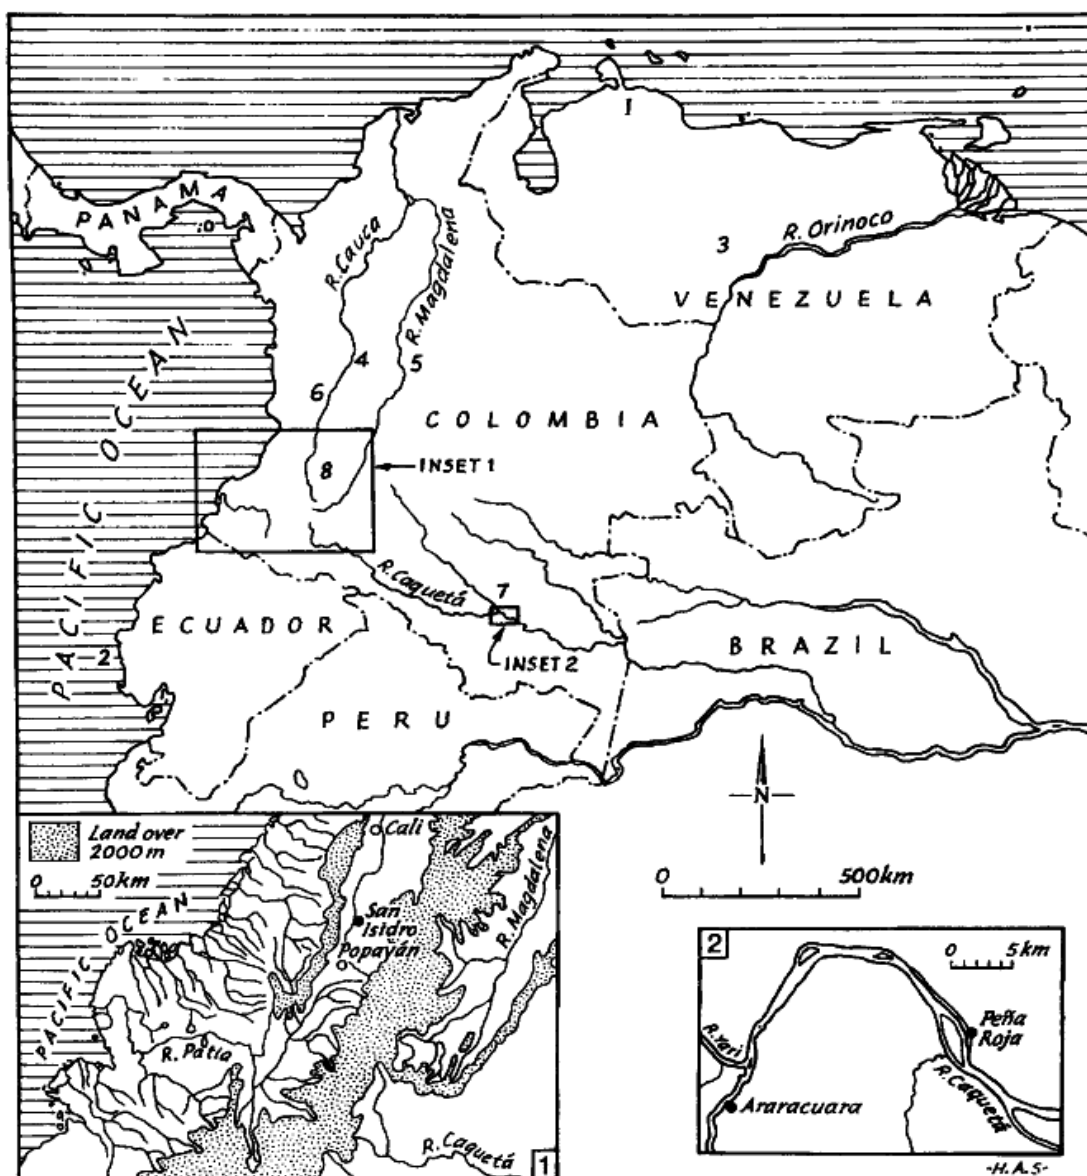 1
PANAMA
R. Cauca
R. Magdalena
3
R. Orinoco
VENEZUELA
PACIFIC OCEAN
4
5
6
COLOMBIA
8
INSET 1
R. Caquetá
7
INSET 2
ECUADOR
2
BRAZIL
PERU
N
0 500km
Land over
2000m
0 50km
Cali
PACIFIC OCEAN
San
Isidro
Popayán
R. Magdalena
R. Patía
R. Caquetá
1
2
0 5km
Peña
Roja
R. Yarí
R. Caquetá
Araracuara
-H.A.S-